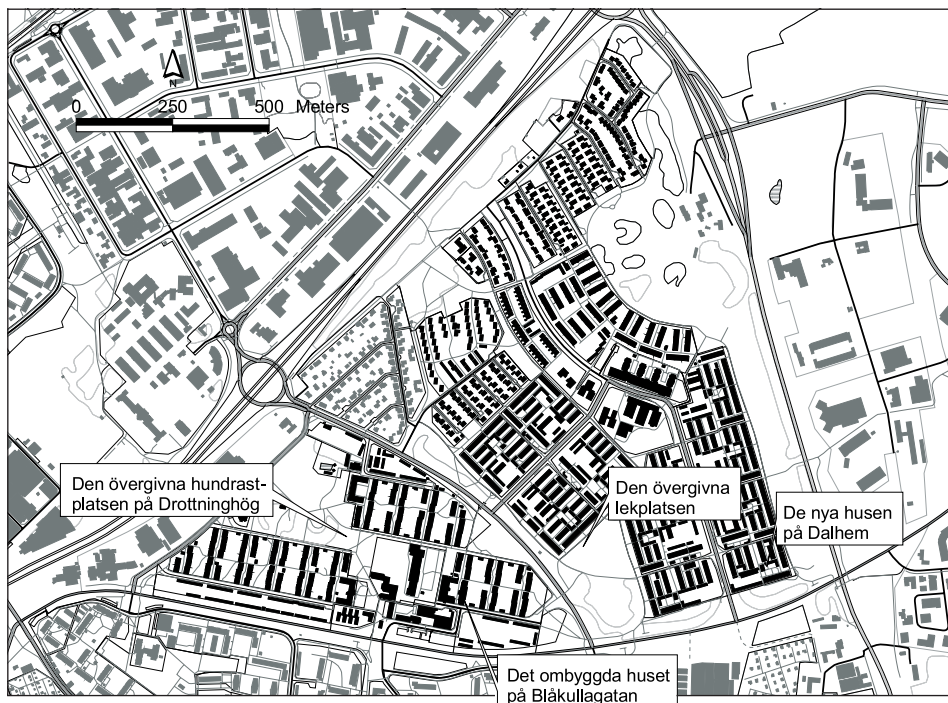 N
0 250 500 Meters
Den övergivna hundrast-
platsen på Drottninghög
Den övergivna
lekplatsen
De nya husen
på Dalhem
Det ombyggda huset
på Blåkullagatan